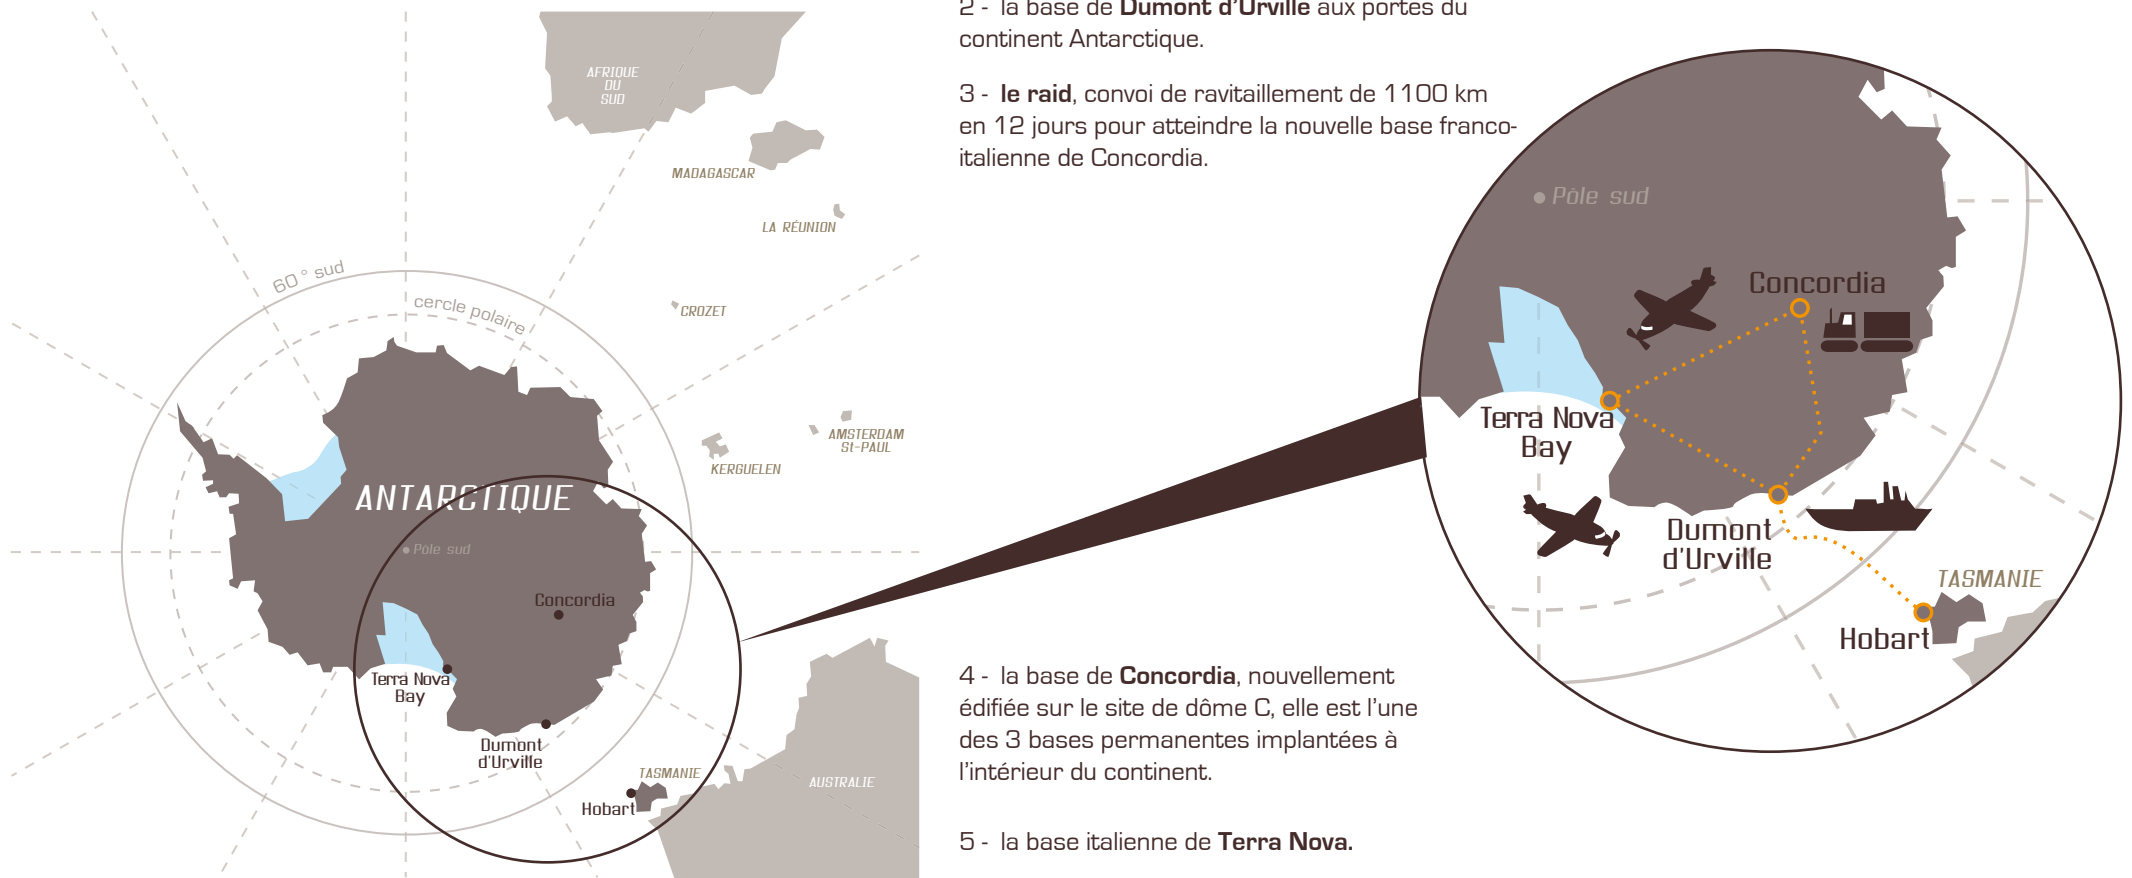 AFRIQUE
DU
SUD
MADAGASCAR
LA RÉUNION
60° sud
cercle polaire
CROZET
AMSTERDAM
St-PAUL
KERGUELEN
ANTARCTIQUE
Pôle sud
Concordia
Terra Nova
Bay
Dumont
d'Urville
TASMANIE
Hobart
AUSTRALIE
2 - la base de Dumont d'Urville aux portes du
continent Antarctique.
3 - le raid, convoi de ravitaillement de 1100 km
en 12 jours pour atteindre la nouvelle base franco-
italienne de Concordia.
4 - la base de Concordia, nouvellement
édifiée sur le site de dôme C, elle est l'une
des 3 bases permanentes implantées à
l'intérieur du continent.
5 - la base italienne de Terra Nova.
Pôle sud
Concordia
Terra Nova
Bay
Dumont
d'Urville
TASMANIE
Hobart